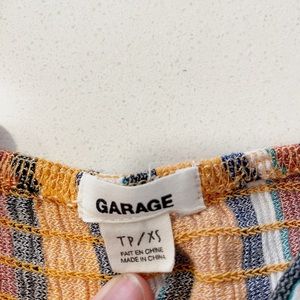 GARAGE
TP/XS
FAIT EN CHINE
MADE IN CHINA